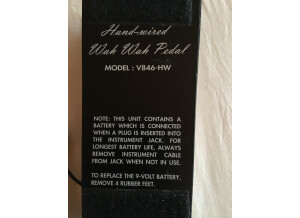 Hand-wired
Wah Wah Pedal
MODEL : V846-HW
NOTE: THIS UNIT CONTAINS A
BATTERY WHICH IS CONNECTED
WHEN A PLUG IS INSERTED INTO
THE INSTRUMENT JACK. FOR
LONGEST BATTERY LIFE, ALWAYS
REMOVE INSTRUMENT CABLE
FROM JACK WHEN NOT IN USE.
TO REPLACE THE 9-VOLT BATTERY,
REMOVE 4 RUBBER FEET.